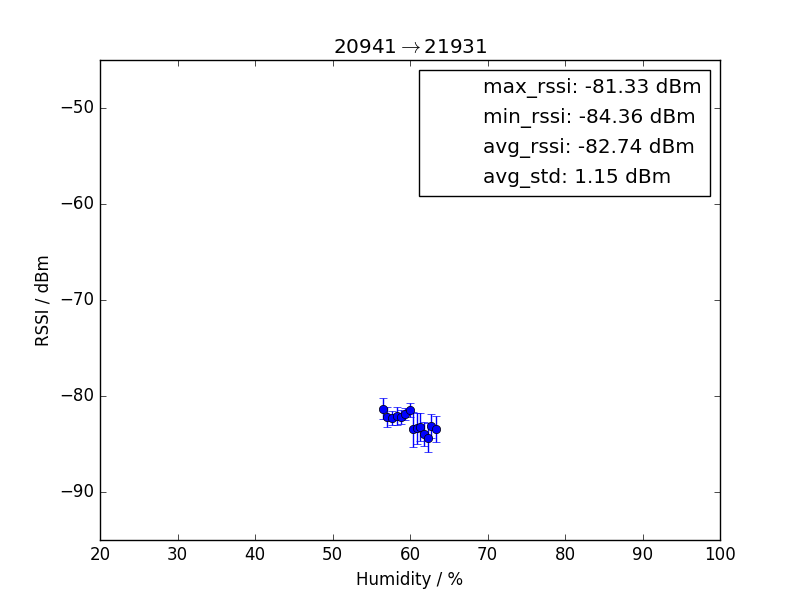 20941→21931
max_rssi: -81.33 dBm
min_rssi: -84.36 dBm
avg_rssi: -82.74 dBm
avg_std: 1.15 dBm
RSSI / dBm
−50
−60
−70
−80
−90
20 30 40 50 60 70 80 90 100
Humidity / %